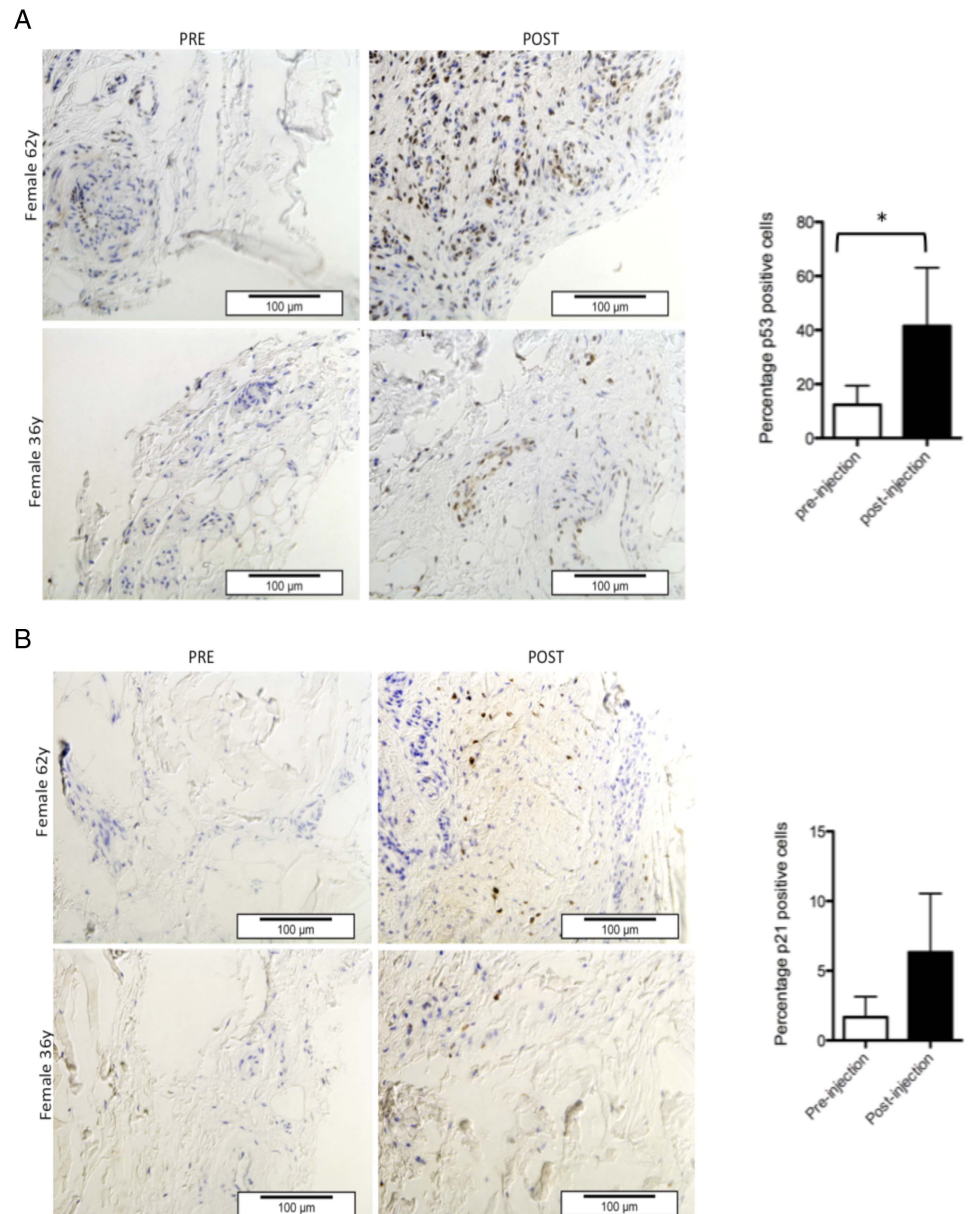 A
PRE
POST
Female 62y
100 µm
100 µm
Female 36y
100 µm
100 µm
Percentage p53 positive cells
80
60
40
20
0
*
pre-injection
post-injection
B
PRE
POST
Female 62y
100 µm
100 µm
Female 36y
100 µm
100 µm
Percentage p21 positive cells
15
10
5
0
Pre-injection
Post-injection